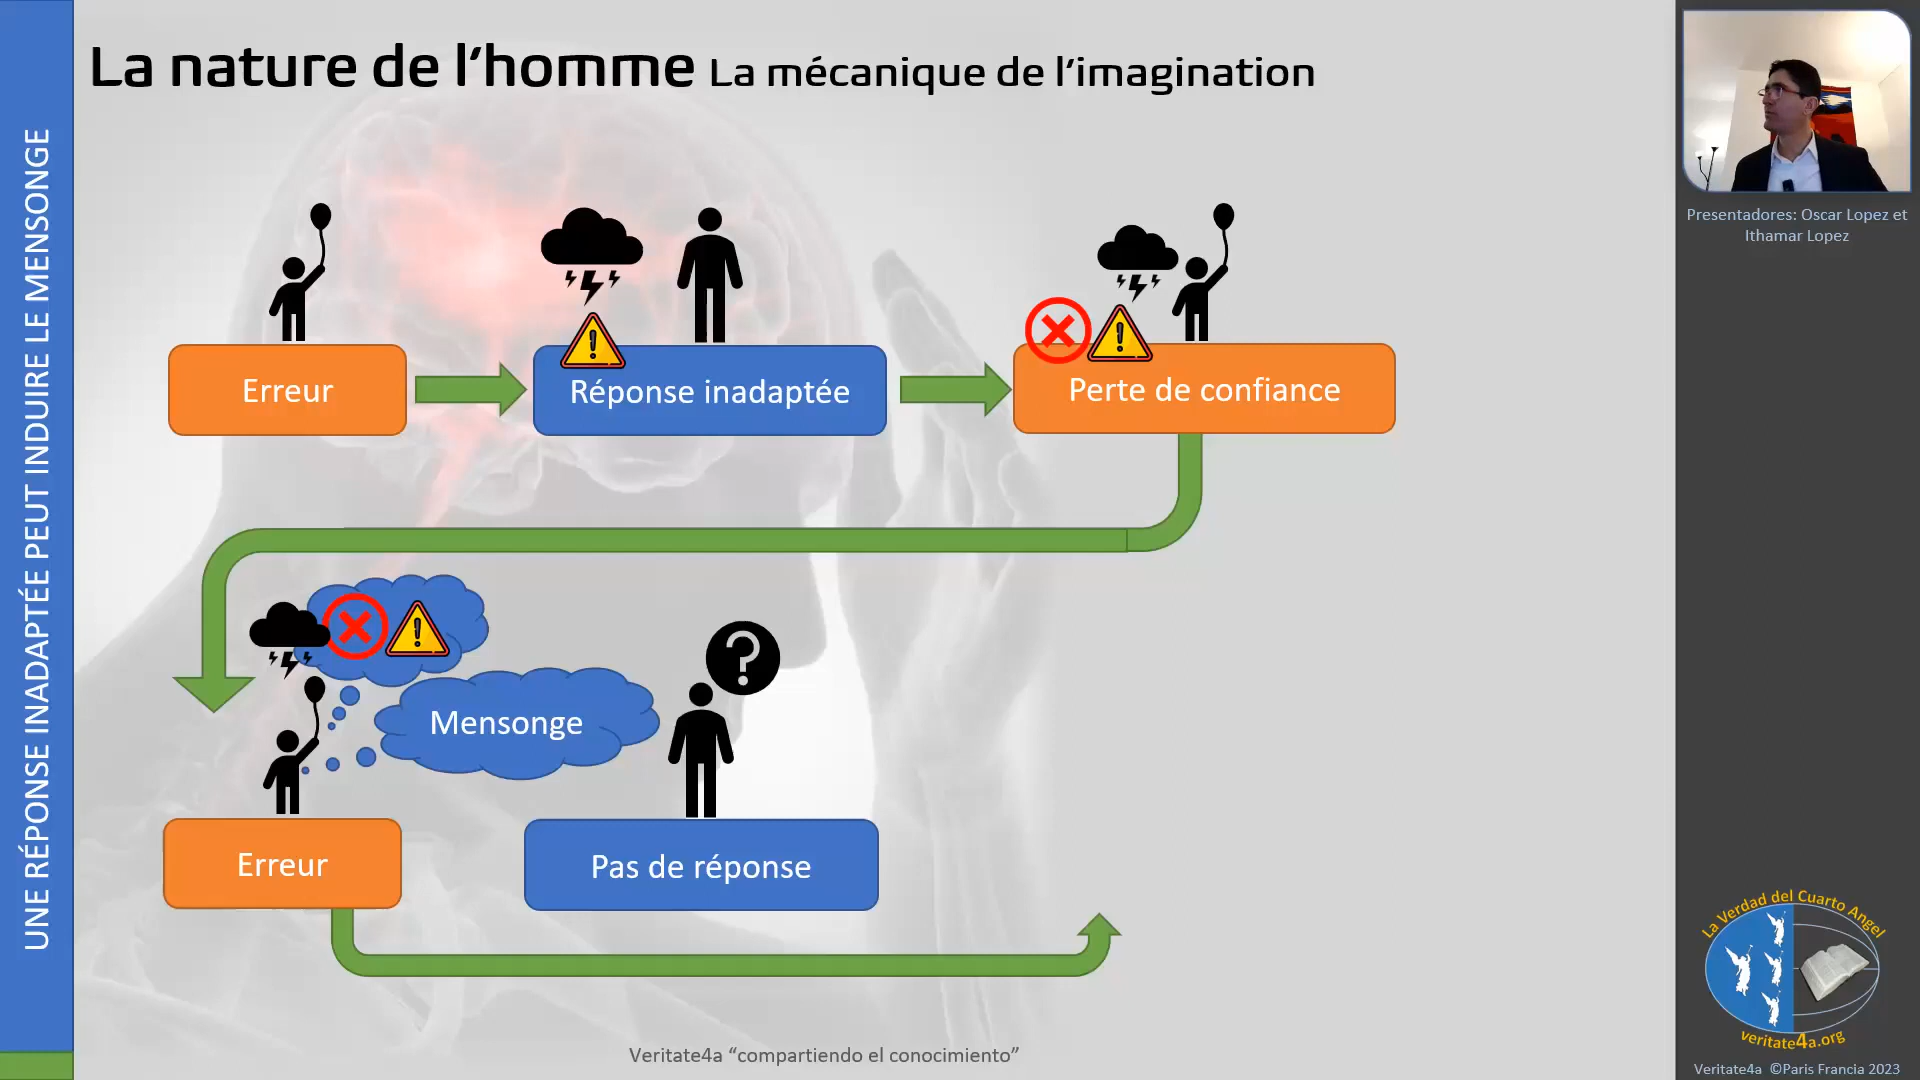 La nature de l'homme La mécanique de l'imagination
UNE RÉPONSE INADAPTÉE PEUT INDUIRE LE MENSONGE
Erreur
Réponse inadaptée
Perte de confiance
Mensonge
Erreur
Pas de réponse
Veritate4a “compartiendo el conocimiento”
Presentadores: Oscar Lopez et
Ithamar Lopez
La Verdad del Cuarto Angel
veritate4a.org
Veritate4a ©Paris Francia 2023